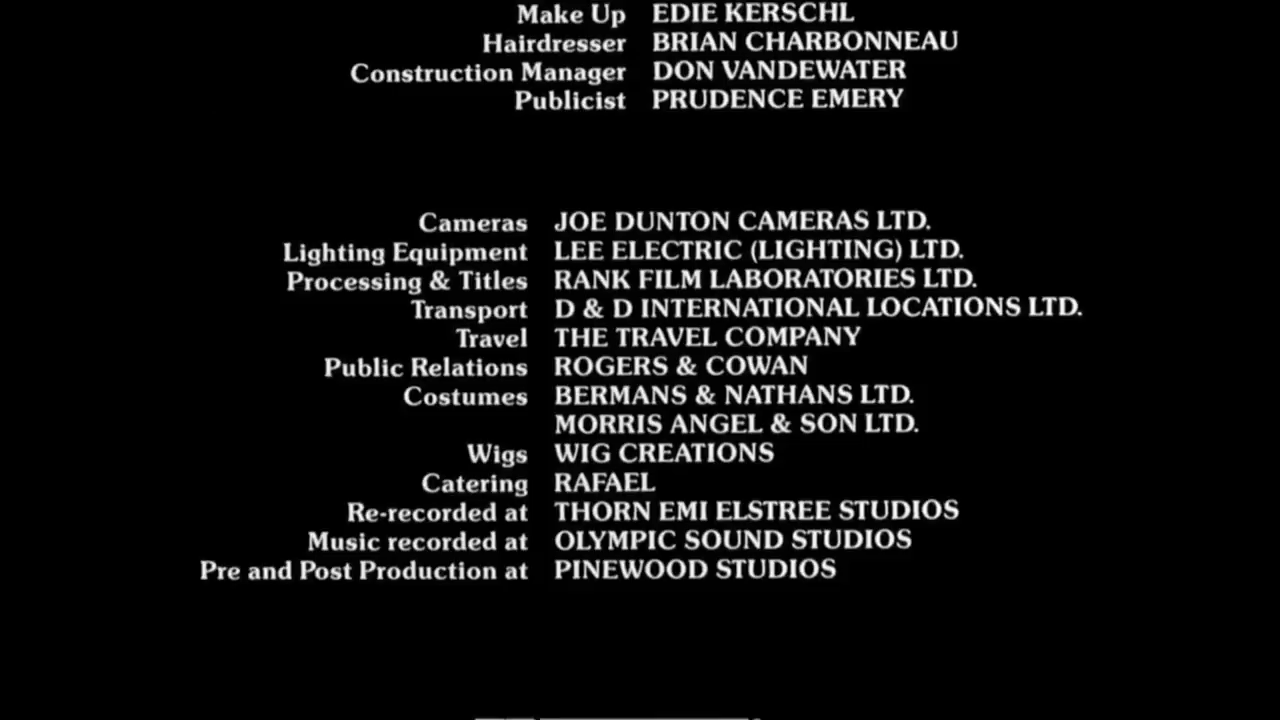 Make Up EDIE KERSCHL
Hairdresser BRIAN CHARBONNEAU
Construction Manager DON VANDEWATER
Publicist PRUDENCE EMERY
Cameras JOE DUNTON CAMERAS LTD.
Lighting Equipment LEE ELECTRIC (LIGHTING) LTD.
Processing & Titles RANK FILM LABORATORIES LTD.
Transport D & D INTERNATIONAL LOCATIONS LTD.
Travel THE TRAVEL COMPANY
Public Relations ROGERS & COWAN
Costumes BERMANS & NATHANS LTD.
MORRIS ANGEL & SON LTD.
Wigs WIG CREATIONS
Catering RAFAEL
Re-recorded at THORN EMI ELSTREE STUDIOS
Music recorded at OLYMPIC SOUND STUDIOS
Pre and Post Production at PINEWOOD STUDIOS